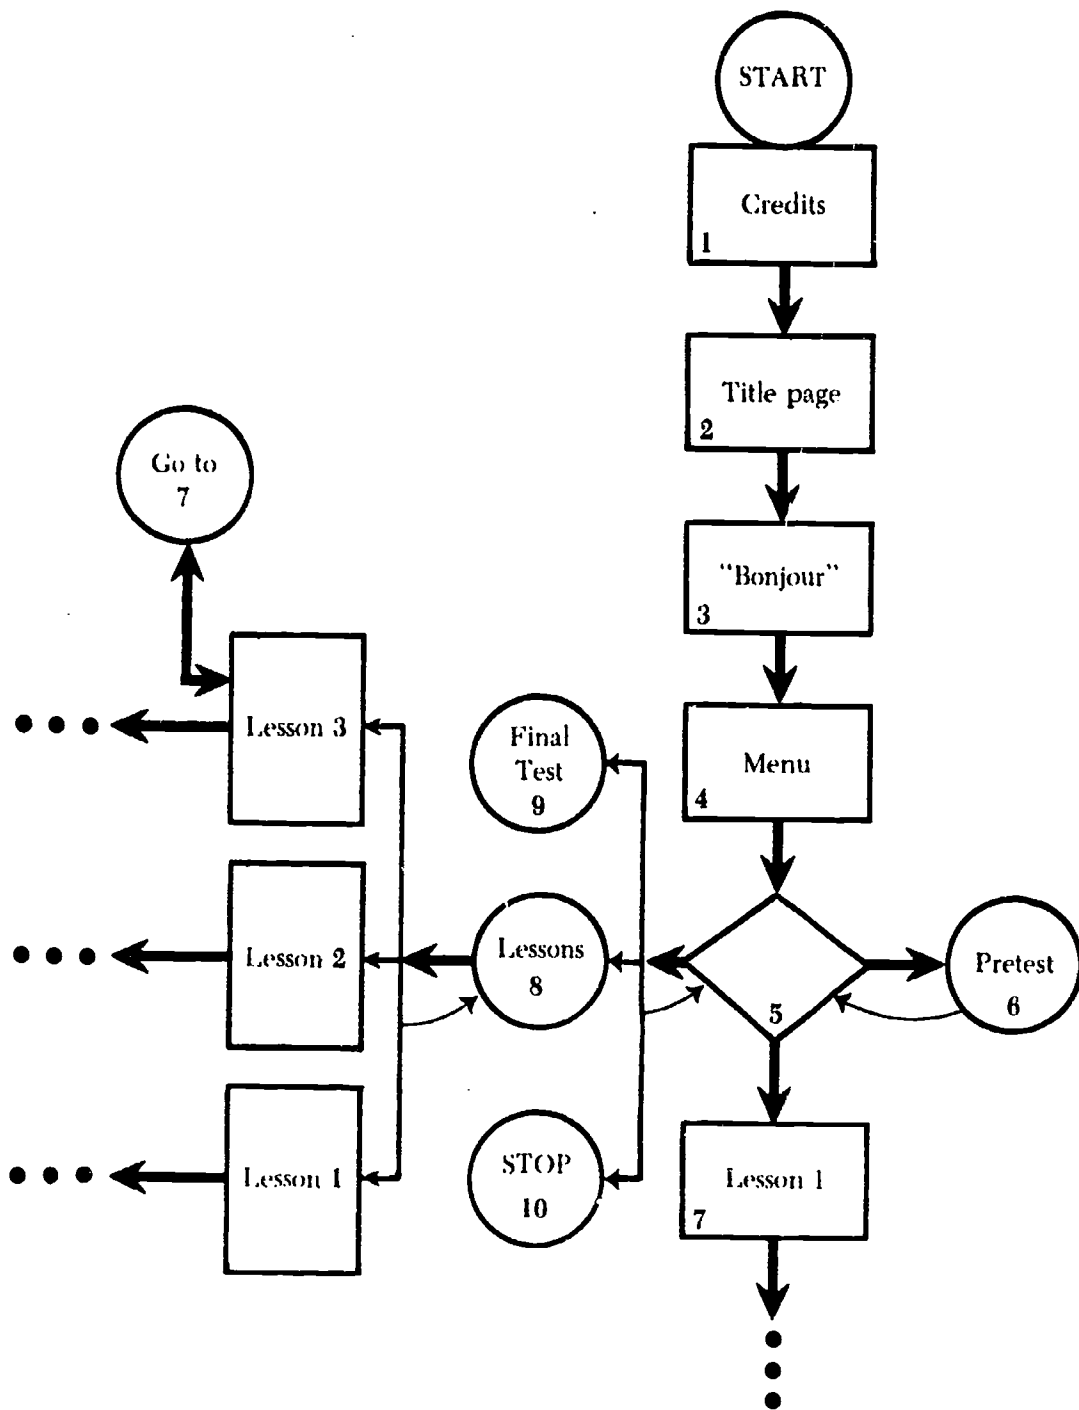 START
Credits
1
Title page
2
"Bonjour"
3
Menu
4
5
Pretest
6
Lesson 1
7
Final
Test
9
Lessons
8
STOP
10
Go to
7
Lesson 3
Lesson 2
Lesson 1